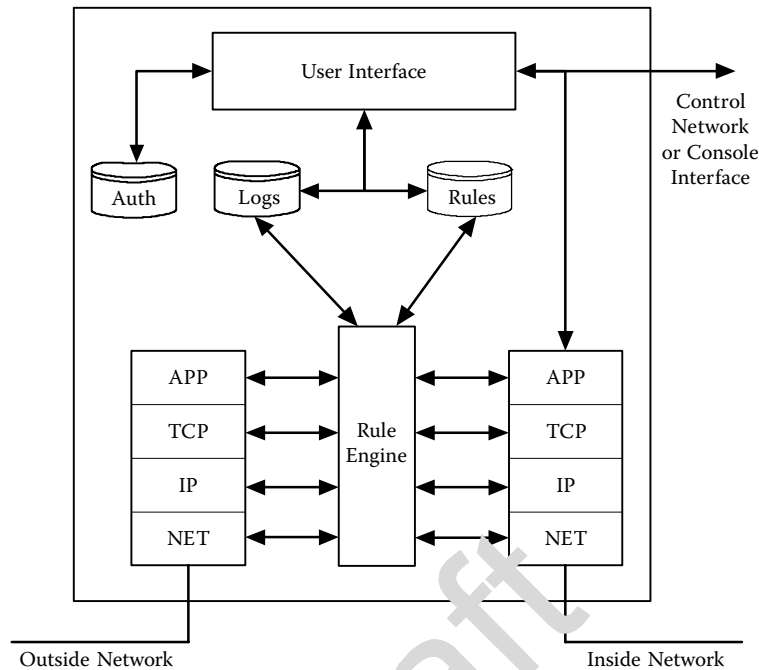 User Interface
Control
Network
or Console
Interface
Auth
Logs
Rules
APP
TCP
IP
NET
Rule
Engine
APP
TCP
IP
NET
Outside Network
Inside Network